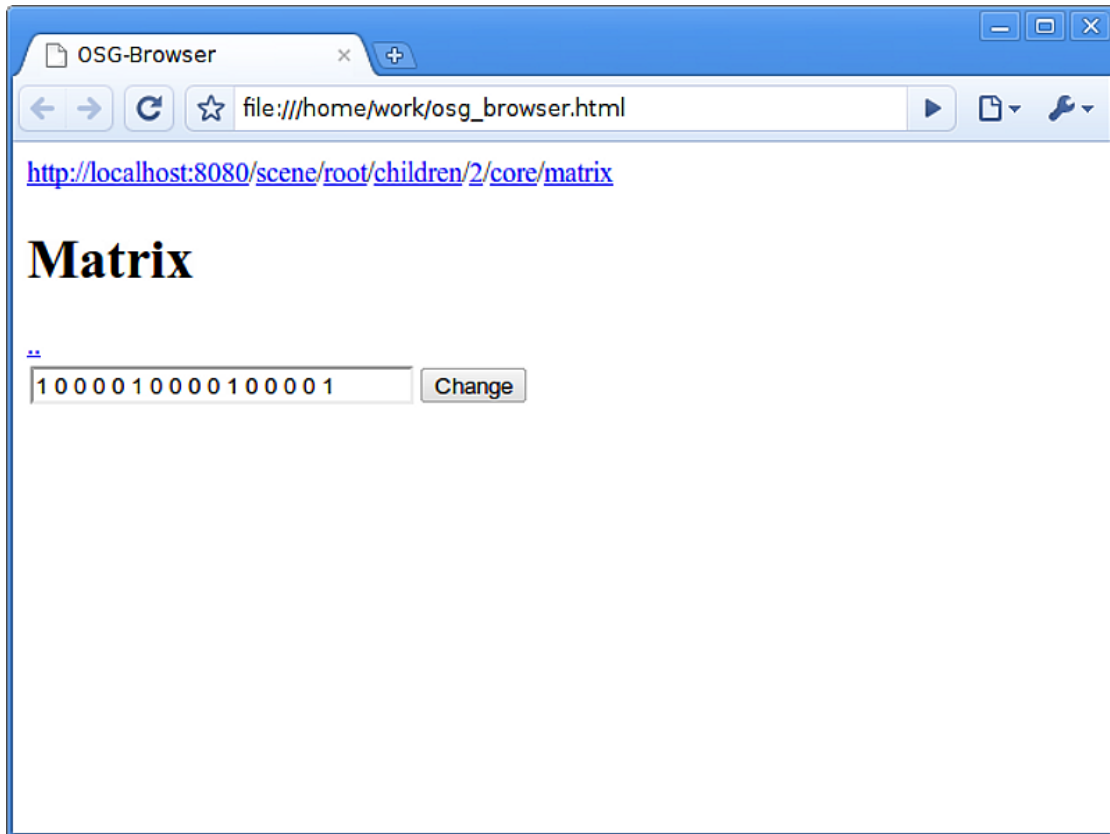 OSG-Browser
file:///home/work/osg_browser.html
http://localhost:8080/scene/root/children/2/core/matrix
Matrix
..
1 0 0 0 0 1 0 0 0 0 1 0 0 0 0 1 Change